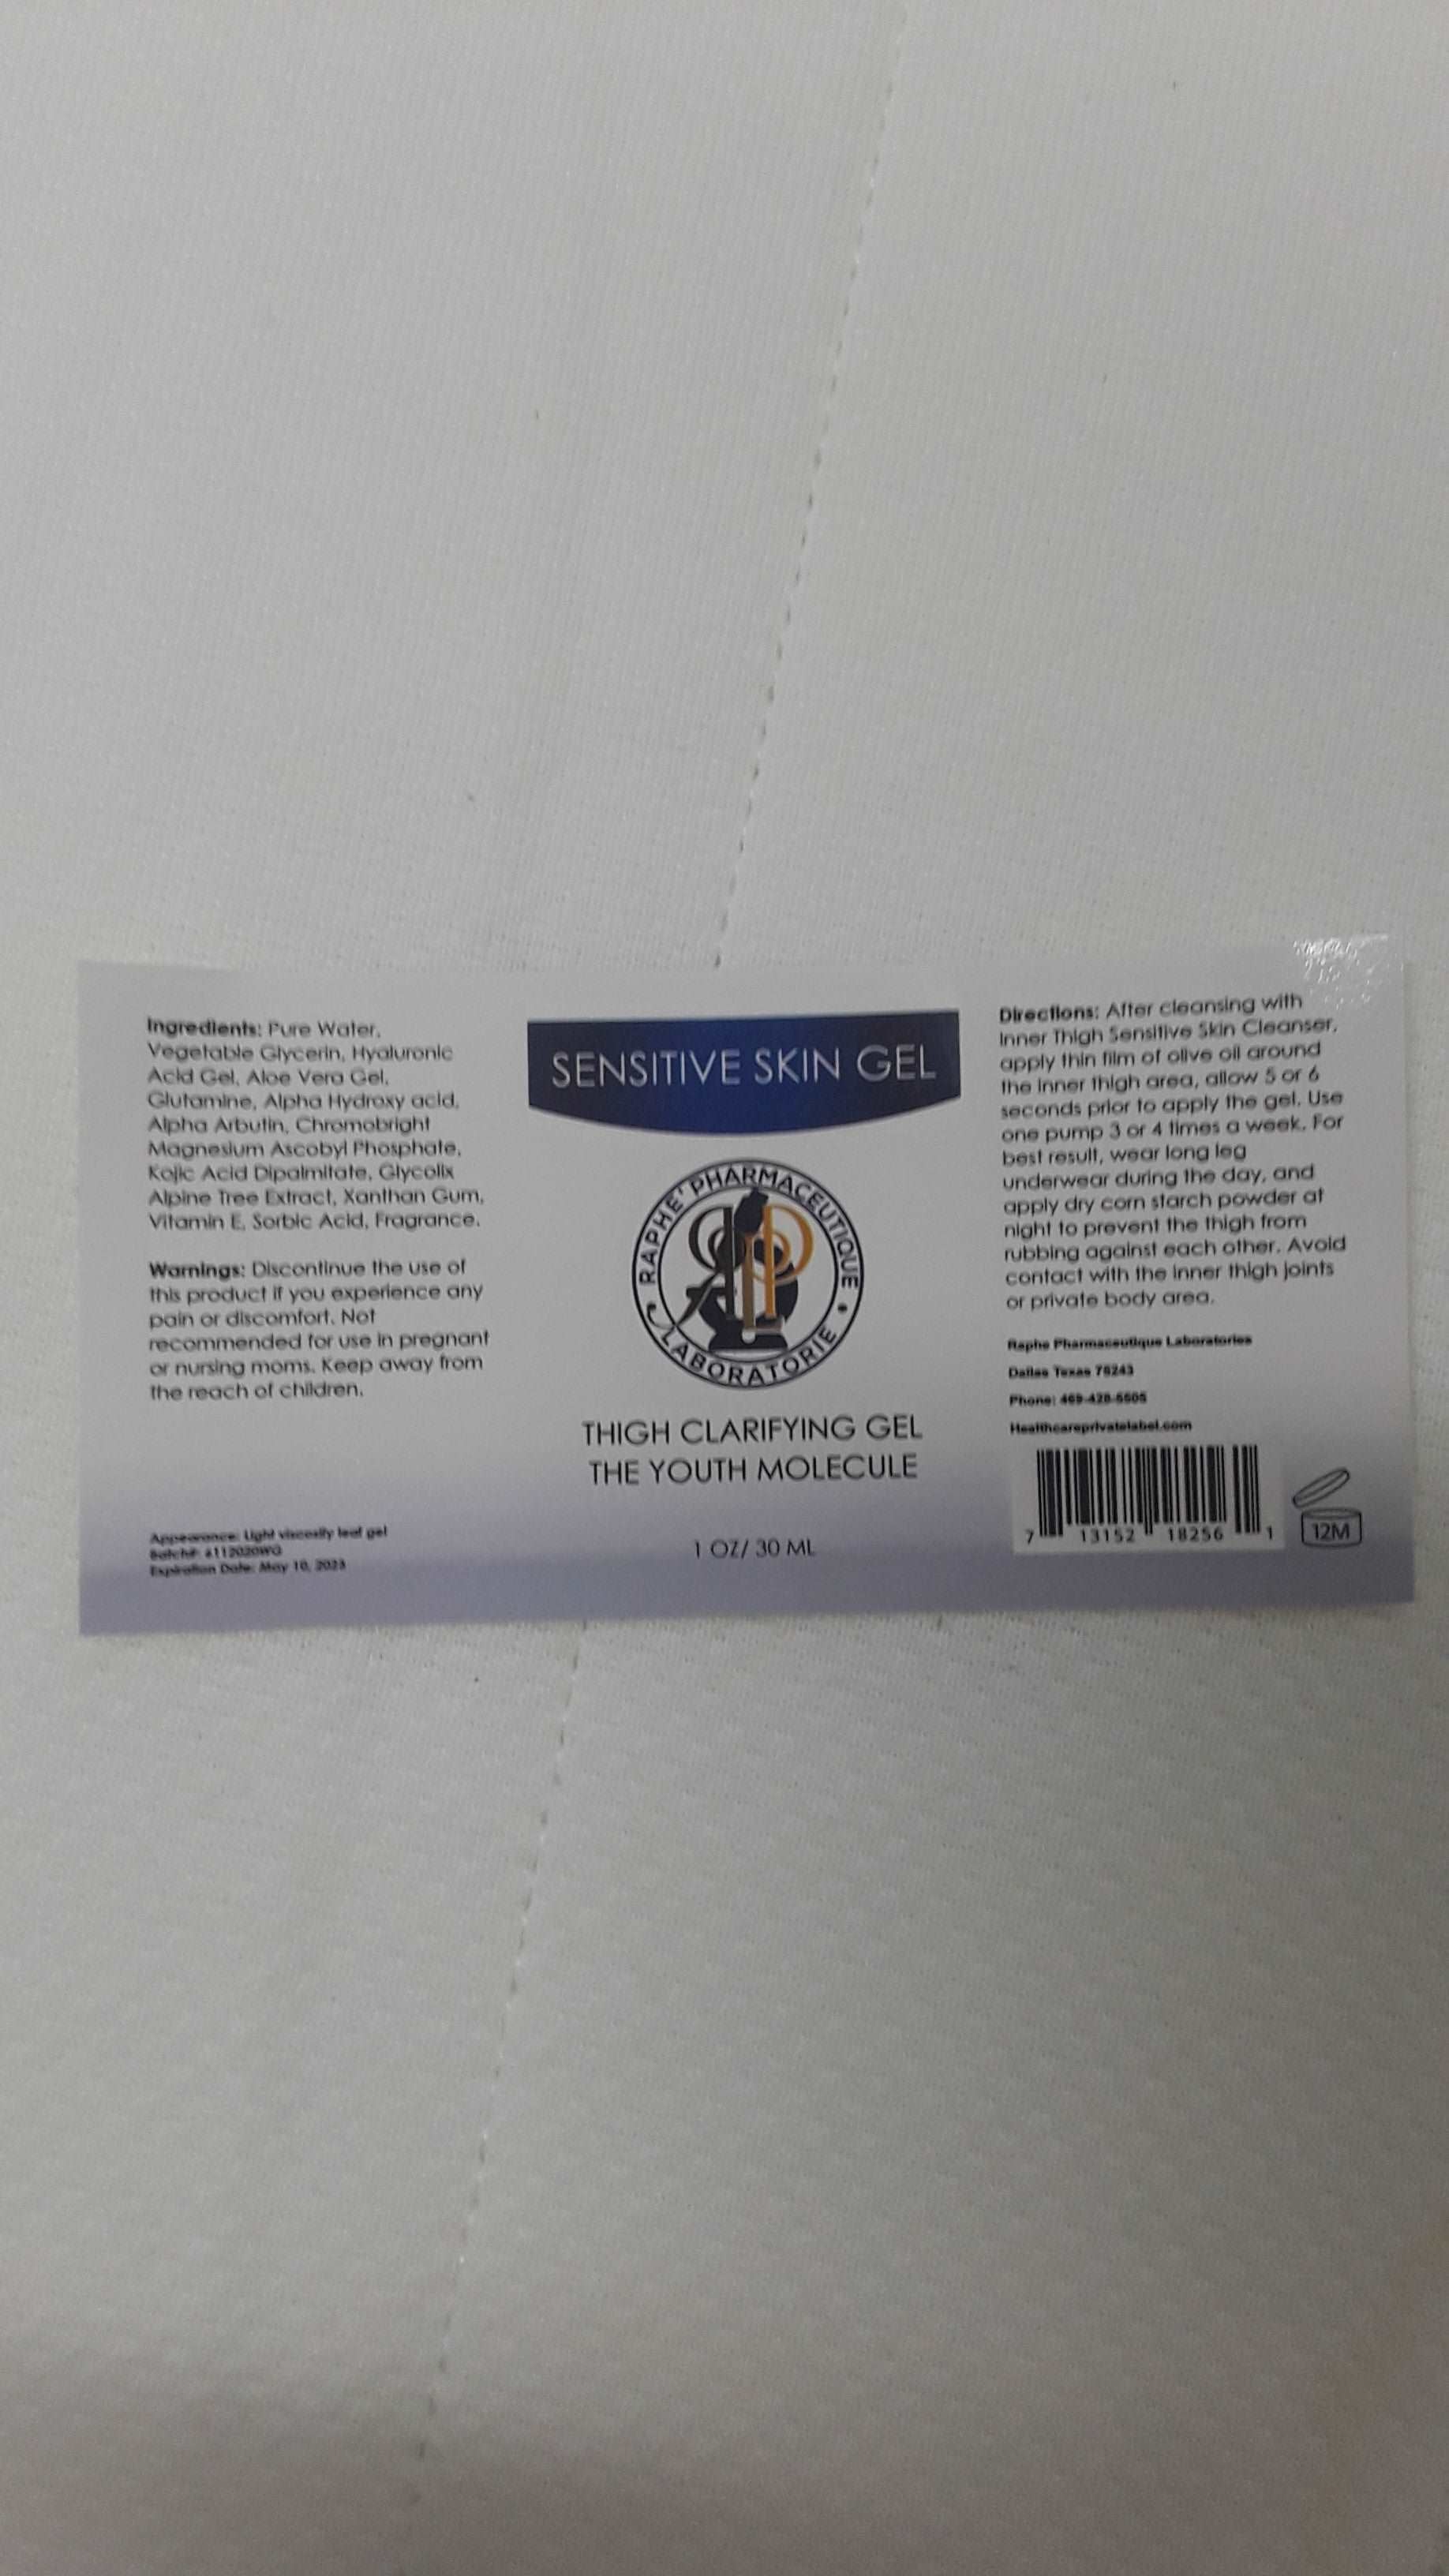 Ingredients: Pure Water,
Vegetable Glycerin, Hyaluronic
Acid Gel, Aloe Vera Gel,
Glutamine, Alpha Hydroxy acid,
Alpha Arbutin, Chromobright
Magnesium Ascobyl Phosphate,
Kojic Acid Dipalmitate, Glycolix
Alpine Tree Extract, Xanthan Gum,
Vitamin E, Sorbic Acid, Fragrance.
Warnings: Discontinue the use of
this product if you experience any
pain or discomfort. Not
recommended for use in pregnant
or nursing moms. Keep away from
the reach of children.
Appearance: Light viscosity leaf gel
Batch#:
Expiration Date: May 10, 2023
SENSITIVE SKIN GEL
RAPHE' PHARMACEUTIQUE
LABORATORIE
THIGH CLARIFYING GEL
THE YOUTH MOLECULE
1 OZ/ 30 ML
Directions: After cleansing with
Inner Thigh Sensitive Skin Cleanser,
apply thin film of olive oil around
the inner thigh area, allow 5 or 6
seconds prior to apply the gel. Use
one pump 3 or 4 times a week. For
best result, wear long leg
underwear during the day, and
apply dry corn starch powder at
night to prevent the thigh from
rubbing against each other. Avoid
contact with the inner thigh joints
or private body area.
Raphe Pharmaceutique Laboratories
Dallas Texas 75243
Phone: 469-428-5505
Healthcareprivatelabel.com
7 13152 18256 1
12M